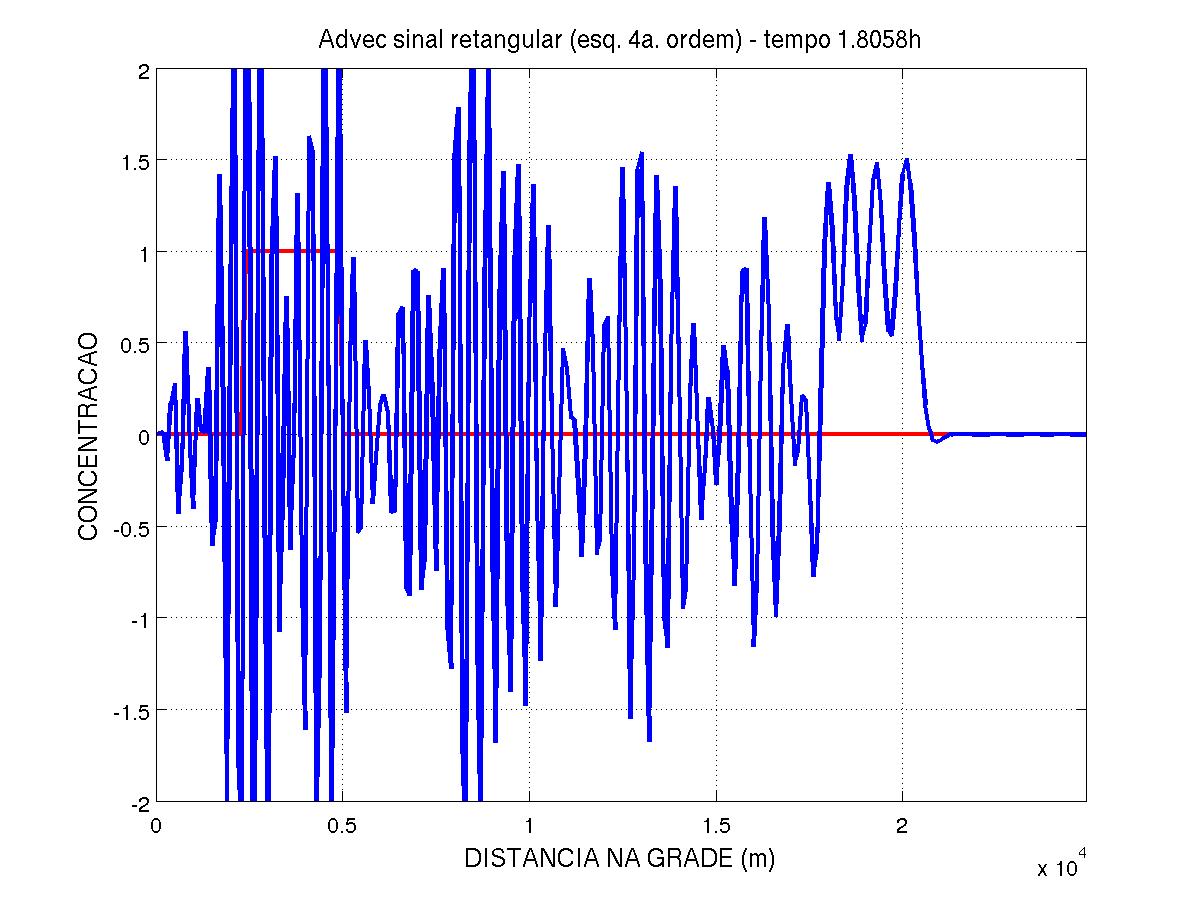 Advec sinal retangular (esq. 4a. ordem) - tempo 1.8058h
2
1.5
1
0.5
0
-0.5
-1
-1.5
-2
CONCENTRACAO
0 0.5 1 1.5 2
DISTANCIA NA GRADE (m)
x 10^4